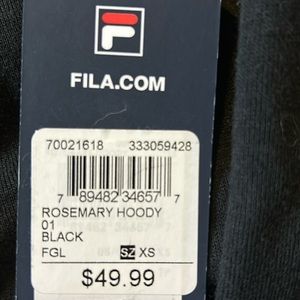 FILA.COM
70021618 333059428
7 89482 34657 7
ROSEMARY HOODY
01
BLACK
FGL SZ XS
$49.99